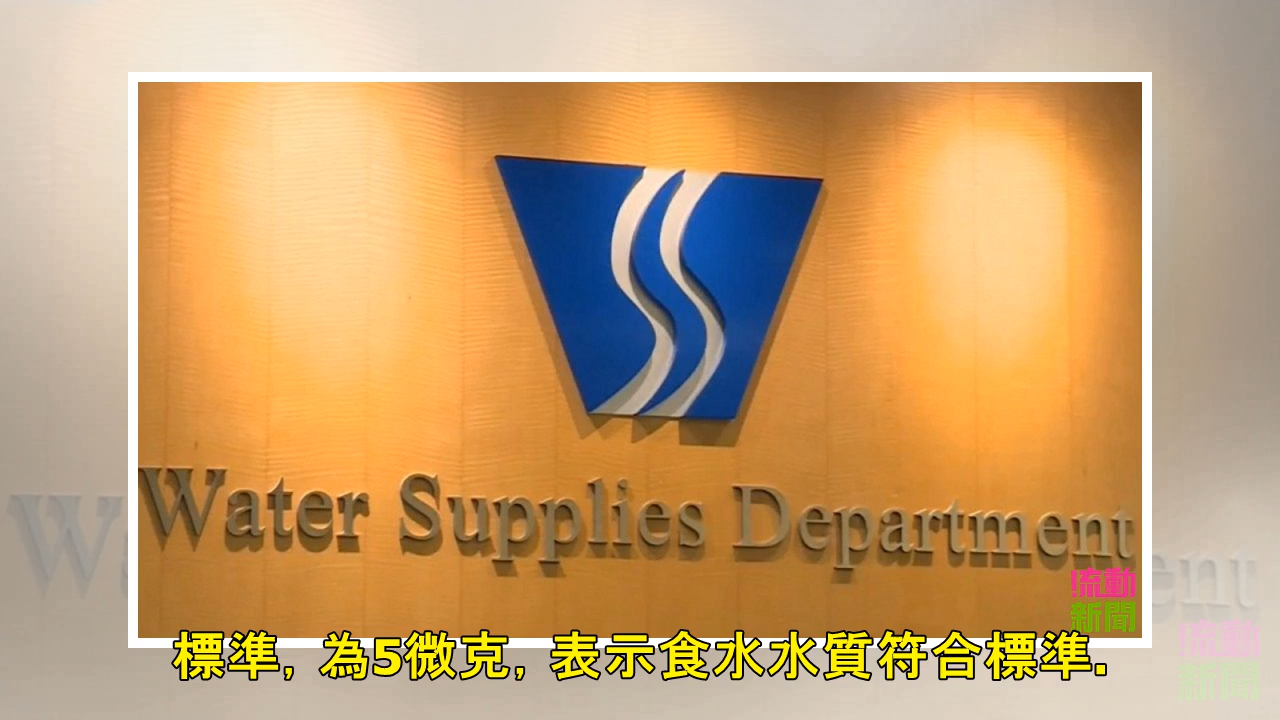 Water Supplies Department
流動
新聞
標準, 為5微克, 表示食水水質符合標準.